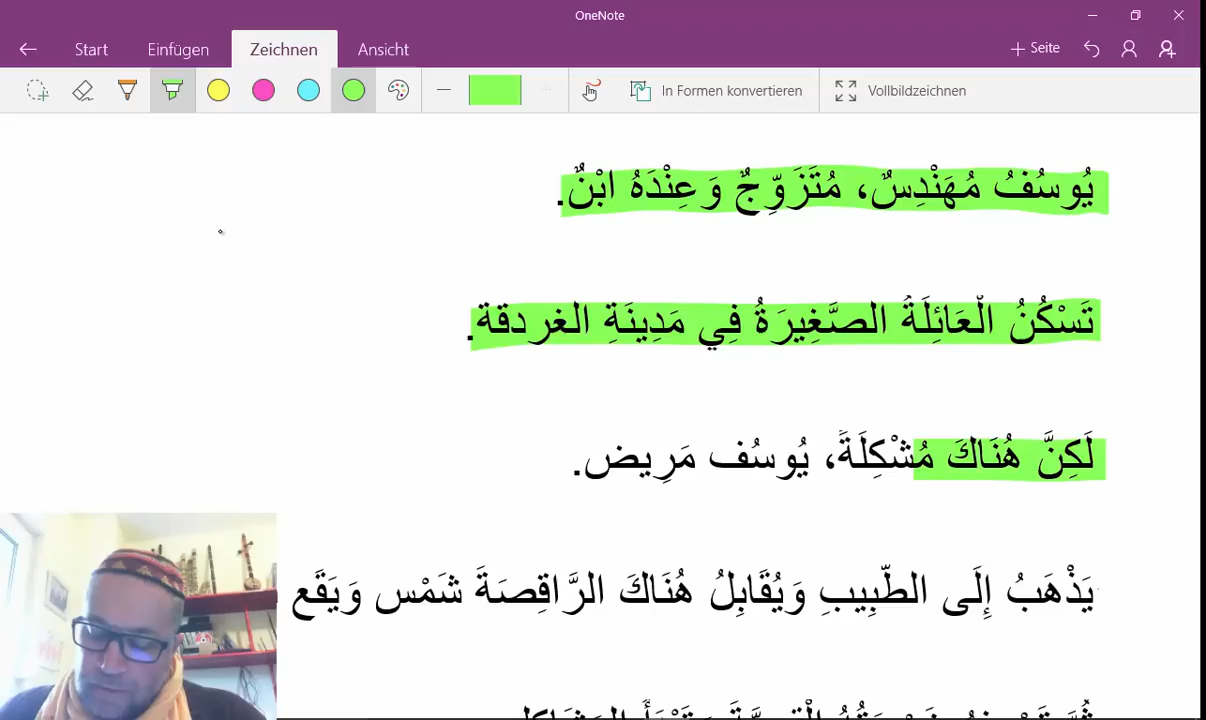 OneNote
Start Einfügen Zeichnen Ansicht Seite
In Formen konvertieren Vollbildzeichnen
يُوسُفُ مُهَنْدِسٌ، مُتَزَوِّجٌ وَعِنْدَهُ ابْنٌ.
تَسْكُنُ الْعَائِلَةُ الصَّغِيرَةُ فِي مَدِينَةِ الغردقة.
لَكِنَّ هُنَاكَ مُشْكِلَةً، يُوسُف مَرِيض.
يَذْهَبُ إِلَى الطَّبِيبِ وَيُقَابِلُ هُنَاكَ الرَّاقِصَةَ شَمْس وَيَقَع